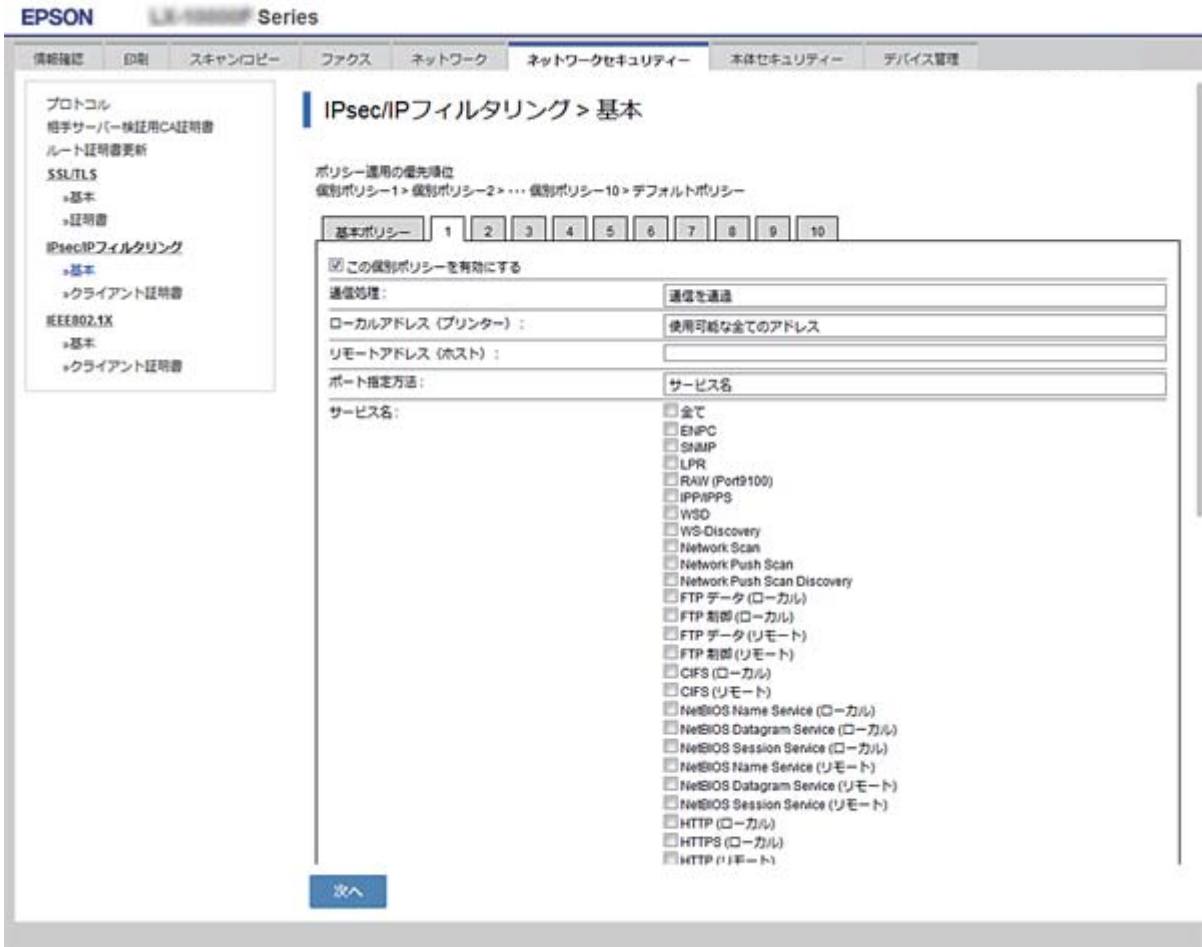 EPSON Series
情報確認 印刷 スキャン/コピー ファクス ネットワーク ネットワークセキュリティー 本体セキュリティー デバイス管理
プロトコル
相手サーバー検証用CA証明書
ルート証明書更新
SSL/TLS
»基本
»証明書
IPsec/IPフィルタリング
»基本
»クライアント証明書
IEEE802.1X
»基本
»クライアント証明書
IPsec/IPフィルタリング > 基本
ポリシー適用の優先順位
個別ポリシー1 > 個別ポリシー2 > ··· 個別ポリシー10 > デフォルトポリシー
基本ポリシー 1 2 3 4 5 6 7 8 9 10
この個別ポリシーを有効にする
通信処理 : 通信を通過
ローカルアドレス（プリンター） : 使用可能な全てのアドレス
リモートアドレス（ホスト） :
ポート指定方法 : サービス名
サービス名 : 全て
ENPC
SNMP
LPR
RAW (Port9100)
IPP/IPPS
WSD
WS-Discovery
Network Scan
Network Push Scan
Network Push Scan Discovery
FTP データ (ローカル)
FTP 制御 (ローカル)
FTP データ (リモート)
FTP 制御 (リモート)
CIFS (ローカル)
CIFS (リモート)
NetBIOS Name Service (ローカル)
NetBIOS Datagram Service (ローカル)
NetBIOS Session Service (ローカル)
NetBIOS Name Service (リモート)
NetBIOS Datagram Service (リモート)
NetBIOS Session Service (リモート)
HTTP (ローカル)
HTTPS (ローカル)
HTTP (リモート)
次へ